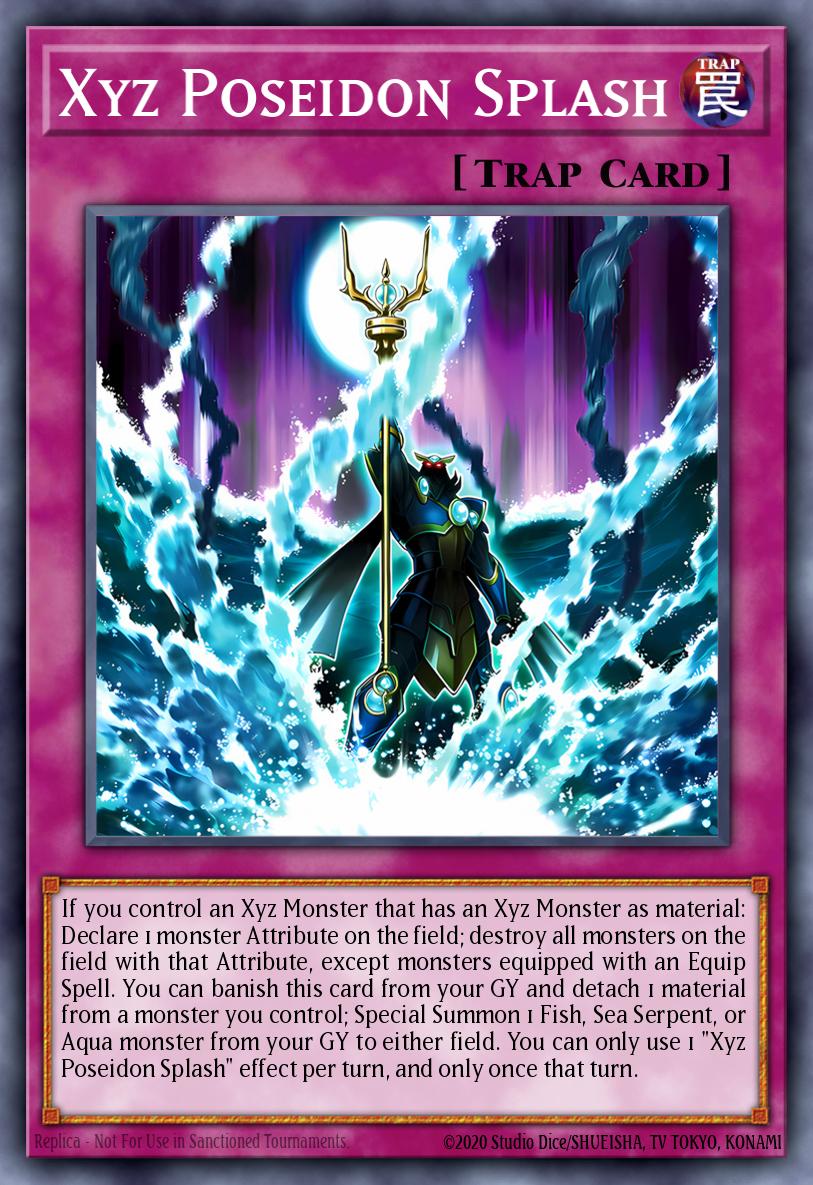 XYZ POSEIDON SPLASH
TRAP
罠
[TRAP CARD]
If you control an Xyz Monster that has an Xyz Monster as material:
Declare 1 monster Attribute on the field; destroy all monsters on the
field with that Attribute, except monsters equipped with an Equip
Spell. You can banish this card from your GY and detach 1 material
from a monster you control; Special Summon 1 Fish, Sea Serpent, or
Aqua monster from your GY to either field. You can only use 1 "Xyz
Poseidon Splash" effect per turn, and only once that turn.
Replica - Not For Use in Sanctioned Tournaments.
©2020 Studio Dice/SHUEISHA, TV TOKYO, KONAMI